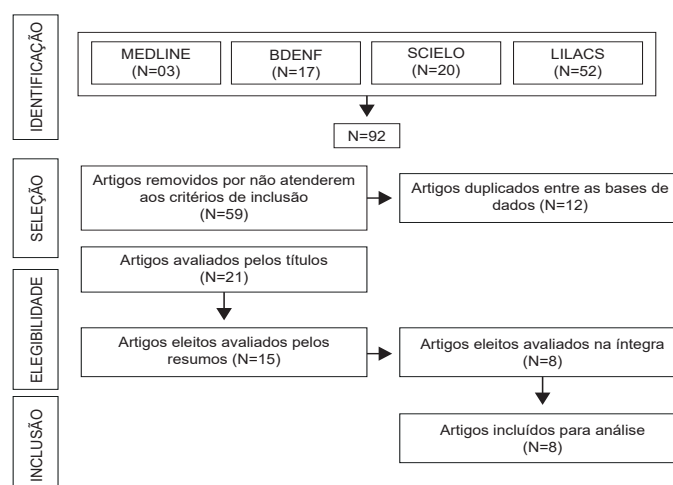 IDENTIFICAÇÃO
MEDLINE
(N=03)
BDENF
(N=17)
SCIELO
(N=20)
LILACS
(N=52)
N=92
SELEÇÃO
Artigos removidos por não atenderem
aos critérios de inclusão
(N=59)
Artigos duplicados entre as bases de
dados (N=12)
Artigos avaliados pelos títulos
(N=21)
ELEGIBILIDADE
Artigos eleitos avaliados pelos
resumos (N=15)
Artigos eleitos avaliados na íntegra
(N=8)
INCLUSÃO
Artigos incluídos para análise
(N=8)